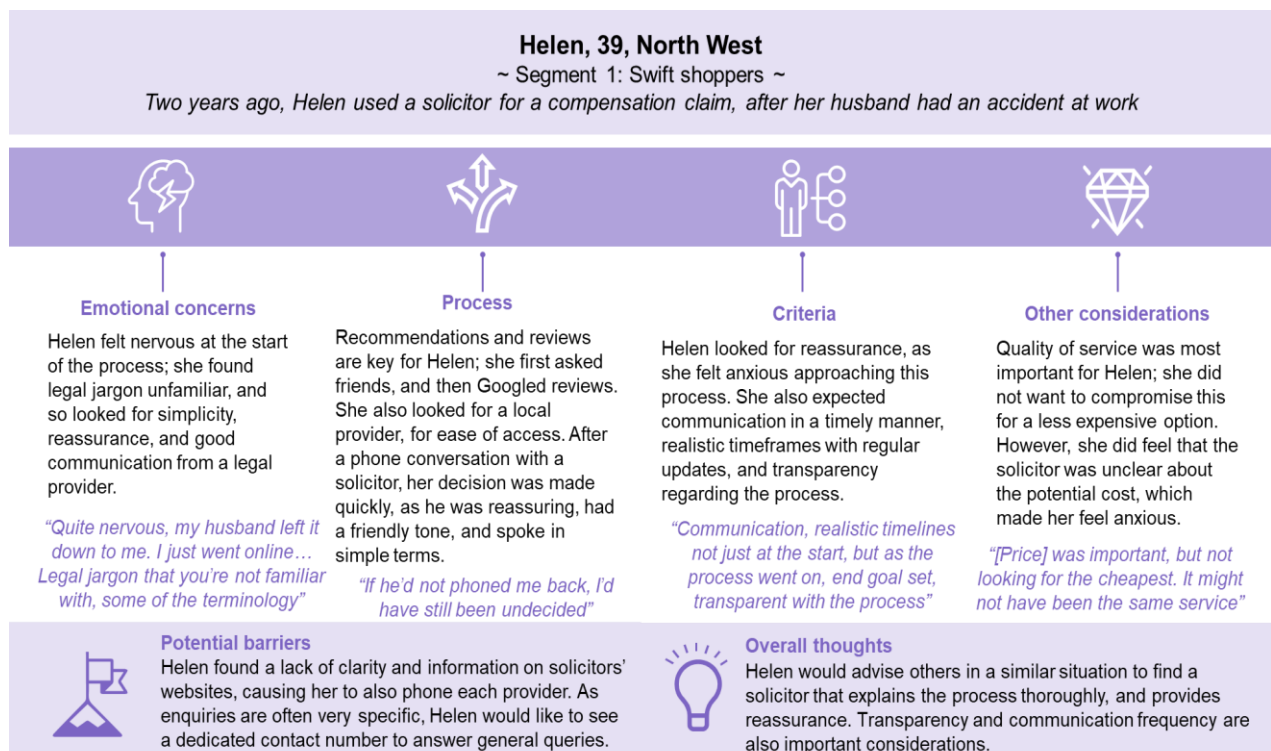 Helen, 39, North West
~ Segment 1: Swift shoppers ~
Two years ago, Helen used a solicitor for a compensation claim, after her husband had an accident at work
Emotional concerns
Helen felt nervous at the start
of the process; she found
legal jargon unfamiliar, and
so looked for simplicity,
reassurance, and good
communication from a legal
provider.
“Quite nervous, my husband left it
down to me. I just went online…
Legal jargon that you’re not familiar
with, some of the terminology”
Process
Recommendations and reviews
are key for Helen; she first asked
friends, and then Googled reviews.
She also looked for a local
provider, for ease of access. After
a phone conversation with a
solicitor, her decision was made
quickly, as he was reassuring, had
a friendly tone, and spoke in
simple terms.
“If he’d not phoned me back, I’d
have still been undecided”
Criteria
Helen looked for reassurance, as
she felt anxious approaching this
process. She also expected
communication in a timely manner,
realistic timeframes with regular
updates, and transparency
regarding the process.
“Communication, realistic timelines
not just at the start, but as the
process went on, end goal set,
transparent with the process”
Other considerations
Quality of service was most
important for Helen; she did
not want to compromise this
for a less expensive option.
However, she did feel that the
solicitor was unclear about
the potential cost, which
made her feel anxious.
“[Price] was important, but not
looking for the cheapest. It might
not have been the same service”
Potential barriers
Helen found a lack of clarity and information on solicitors’
websites, causing her to also phone each provider. As
enquiries are often very specific, Helen would like to see
a dedicated contact number to answer general queries.
Overall thoughts
Helen would advise others in a similar situation to find a
solicitor that explains the process thoroughly, and provides
reassurance. Transparency and communication frequency are
also important considerations.